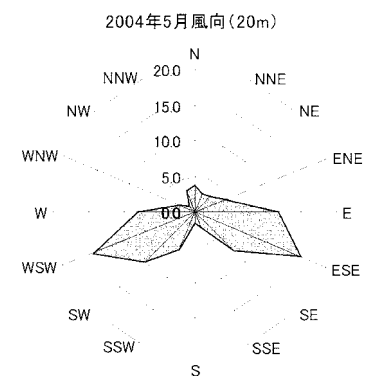 2004年5月風向(20m)
N
20.0
NNW
NNE
15.0
NW
NE
10.0
WNW
ENE
5.0
W
0.0
E
WSW
ESE
SW
SE
SSW
SSE
S